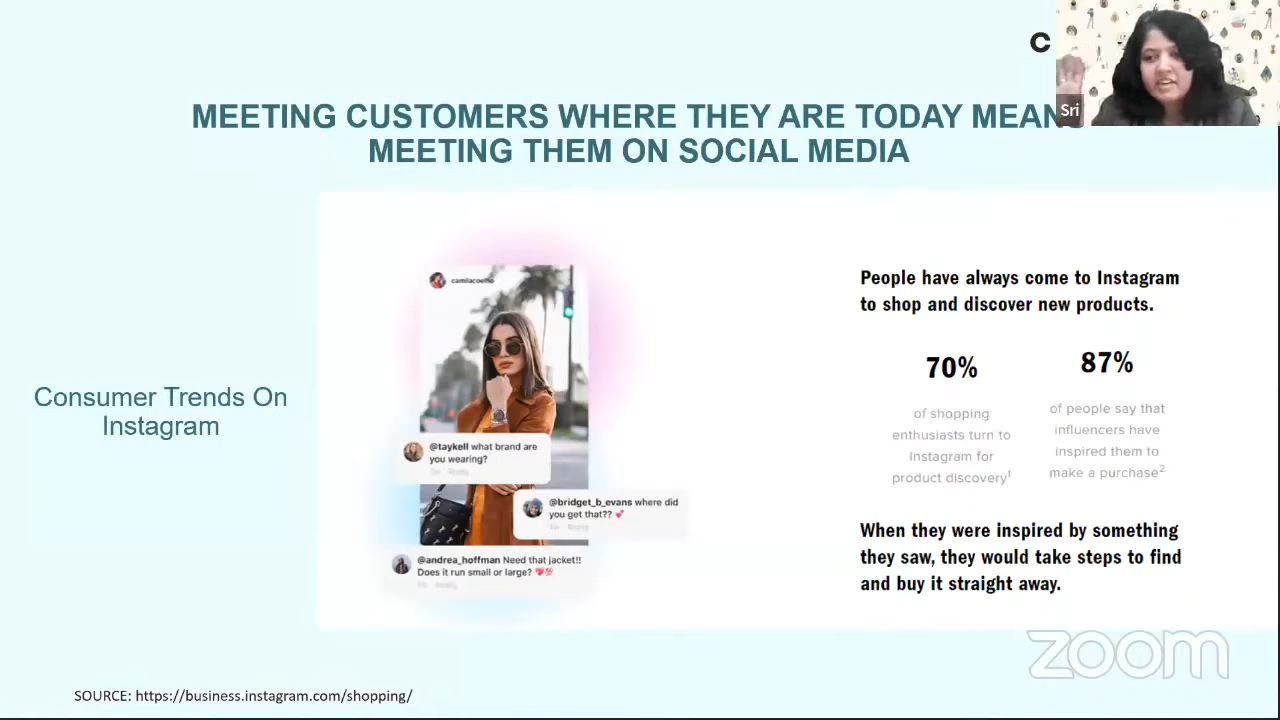 C
Sri
MEETING CUSTOMERS WHERE THEY ARE TODAY MEANS
MEETING THEM ON SOCIAL MEDIA
Consumer Trends On
Instagram
camilacoelho
@taykell what brand are
you wearing?
Reply
@bridget_b_evans where did
you get that?? 💕
Reply
@andrea_hoffman Need that jacket!!
Does it run small or large? 💖💯
Reply
People have always come to Instagram
to shop and discover new products.
70%
of shopping
enthusiasts turn to
Instagram for
product discovery¹
87%
of people say that
influencers have
inspired them to
make a purchase²
When they were inspired by something
they saw, they would take steps to find
and buy it straight away.
zoom
SOURCE: https://business.instagram.com/shopping/